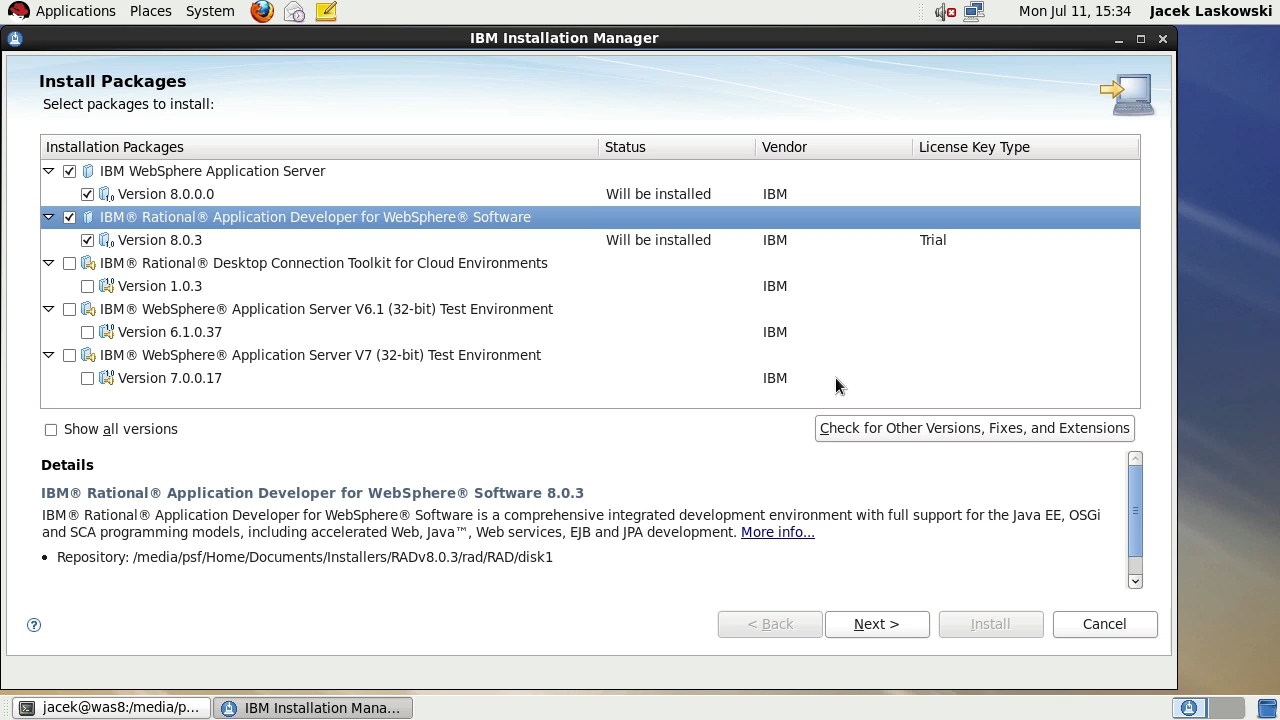 Applications Places System Mon Jul 11, 15:34 Jacek Laskowski
IBM Installation Manager
Install Packages
Select packages to install:
Installation Packages Status Vendor License Key Type
IBM WebSphere Application Server
Version 8.0.0.0 Will be installed IBM
IBM® Rational® Application Developer for WebSphere® Software
Version 8.0.3 Will be installed IBM Trial
IBM® Rational® Desktop Connection Toolkit for Cloud Environments
Version 1.0.3 IBM
IBM® WebSphere® Application Server V6.1 (32-bit) Test Environment
Version 6.1.0.37 IBM
IBM® WebSphere® Application Server V7 (32-bit) Test Environment
Version 7.0.0.17 IBM
Show all versions Check for Other Versions, Fixes, and Extensions
Details
IBM® Rational® Application Developer for WebSphere® Software 8.0.3
IBM® Rational® Application Developer for WebSphere® Software is a comprehensive integrated development environment with full support for the Java EE, OSGi
and SCA programming models, including accelerated Web, Java™, Web services, EJB and JPA development. More info...
• Repository: /media/psf/Home/Documents/Installers/RADv8.0.3/rad/RAD/disk1
? < Back Next > Install Cancel
jacek@was8:/media/p... IBM Installation Mana...